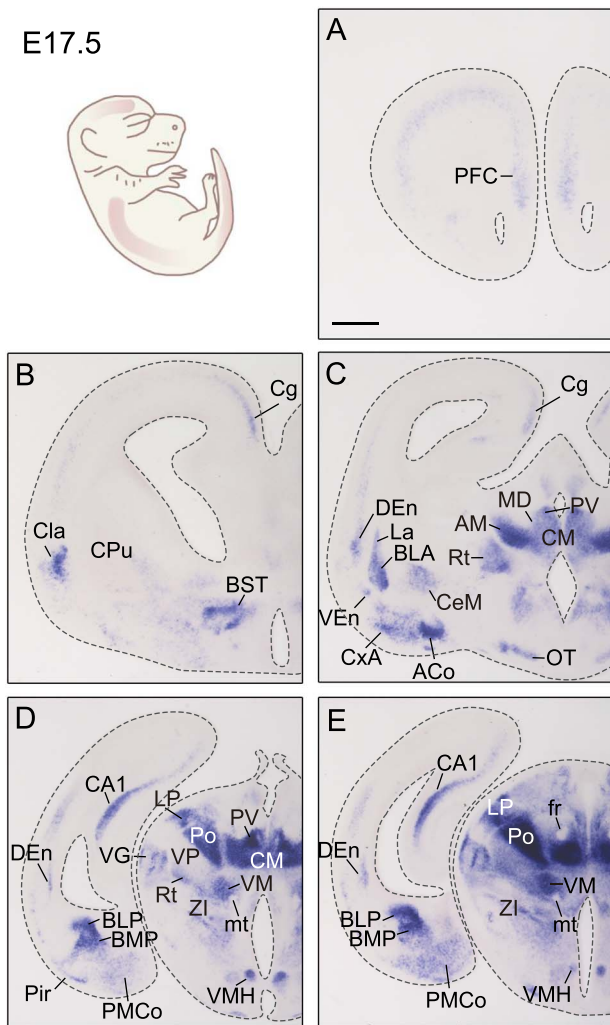 E17.5
A
PFC
B
Cg
Cla
CPu
BST
C
Cg
DEn
La
BLA
MD
PV
AM
CM
Rt
VEn
CeM
CxA
ACo
OT
D
CA1
LP
Po
PV
DEn
VG
VP
CM
Rt
VM
ZI
mt
BLP
BMP
Pir
PMCo
VMH
E
CA1
LP
fr
Po
DEn
VM
BLP
ZI
mt
BMP
PMCo
VMH